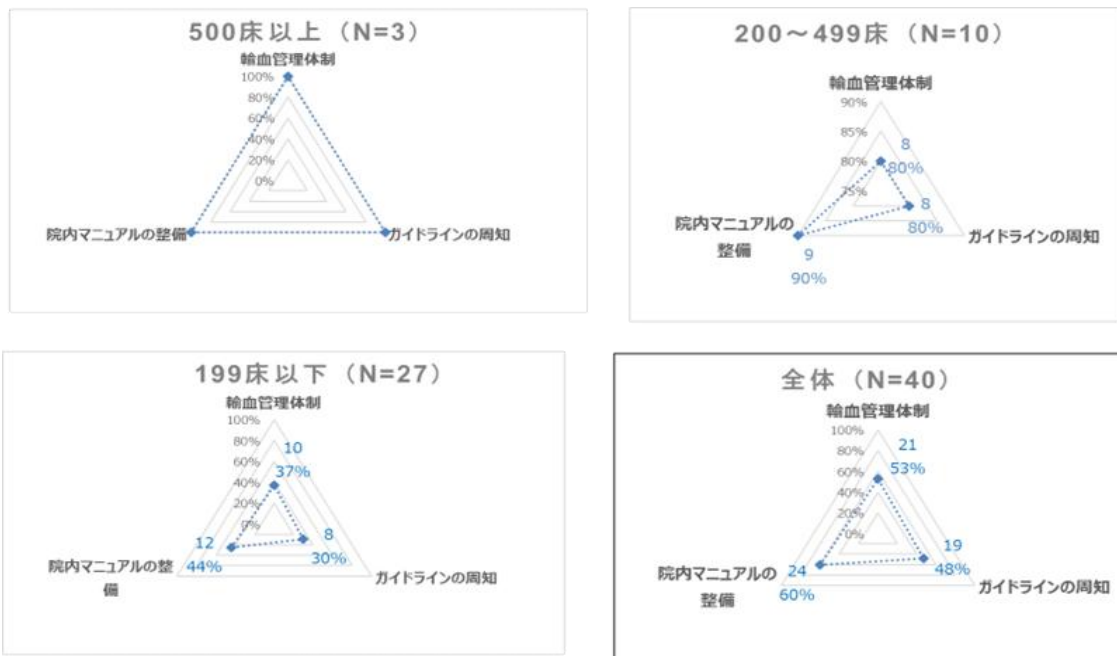 500床以上（N=3）
輸血管理体制
100%
80%
60%
40%
20%
0%
院内マニュアルの整備
ガイドラインの周知
200～499床（N=10）
輸血管理体制
90%
85%
80%
75%
8
80%
8
80%
院内マニュアルの
整備
9
90%
ガイドラインの周知
199床以下（N=27）
輸血管理体制
100%
80%
60%
40%
20%
0%
10
37%
8
30%
12
44%
院内マニュアルの整
備
ガイドラインの周知
全体（N=40）
輸血管理体制
100%
80%
60%
40%
20%
0%
21
53%
19
48%
24
60%
院内マニュアルの
整備
ガイドラインの周知